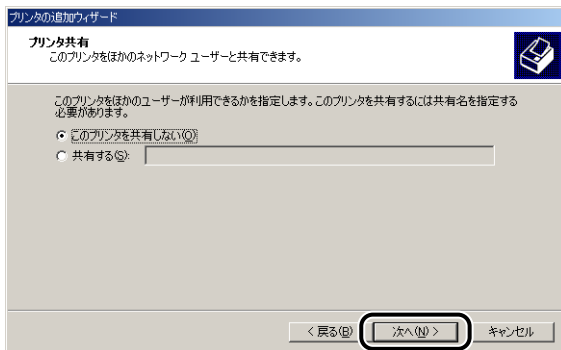 プリンタの追加ウィザード
プリンタ共有
このプリンタをほかのネットワーク ユーザーと共有できます。
このプリンタをほかのユーザーが利用できるかを指定します。このプリンタを共有するには共有名を指定する
必要があります。
このプリンタを共有しない(O)
共有する(S):
< 戻る(B) 次へ(N) > キャンセル